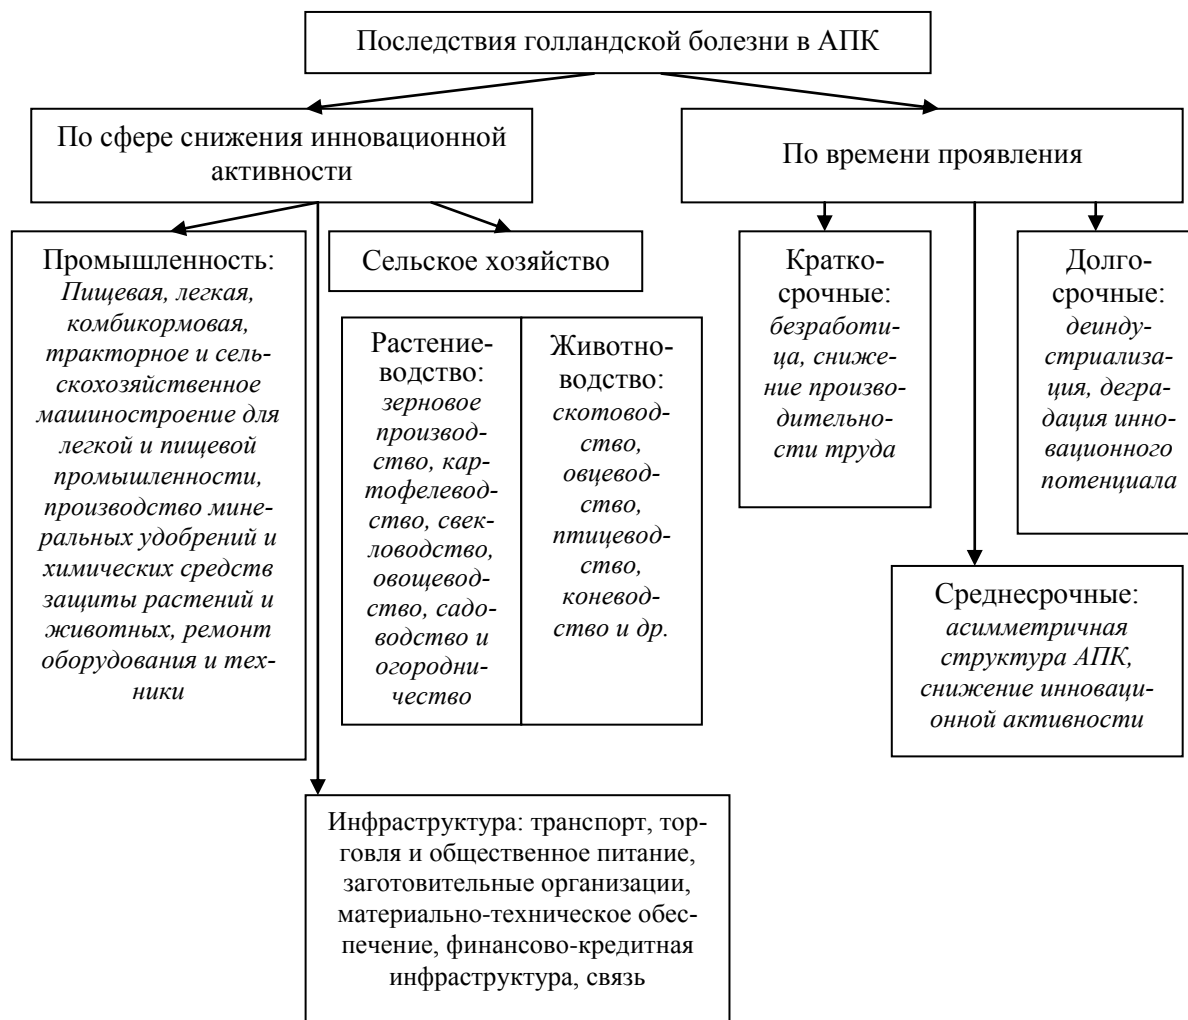 Последствия голландской болезни в АПК
По сфере снижения инновационной
активности
По времени проявления
Промышленность:
Пищевая, легкая,
комбикормовая,
тракторное и сель-
скохозяйственное
машиностроение для
легкой и пищевой
промышленности,
производство мине-
ральных удобрений и
химических средств
защиты растений и
животных, ремонт
оборудования и тех-
ники
Сельское хозяйство
Растение-
водство:
зерновое
производ-
ство, кар-
тофелевод-
ство, свек-
ловодство,
овощевод-
ство, садо-
водство и
огородни-
чество
Животно-
водство:
скотовод-
ство,
овцевод-
ство,
птицевод-
ство,
коневод-
ство и др.
Инфраструктура: транспорт, тор-
говля и общественное питание,
заготовительные организации,
материально-техническое обес-
печение, финансово-кредитная
инфраструктура, связь
Кратко-
срочные:
безработи-
ца, сниже-
ние произво-
дительно-
сти труда
Долго-
срочные:
деинду-
стриализа-
ция, дегра-
дация инно-
вационного
потенциала
Среднесрочные:
асимметричная
структура АПК,
снижение инноваци-
онной активности